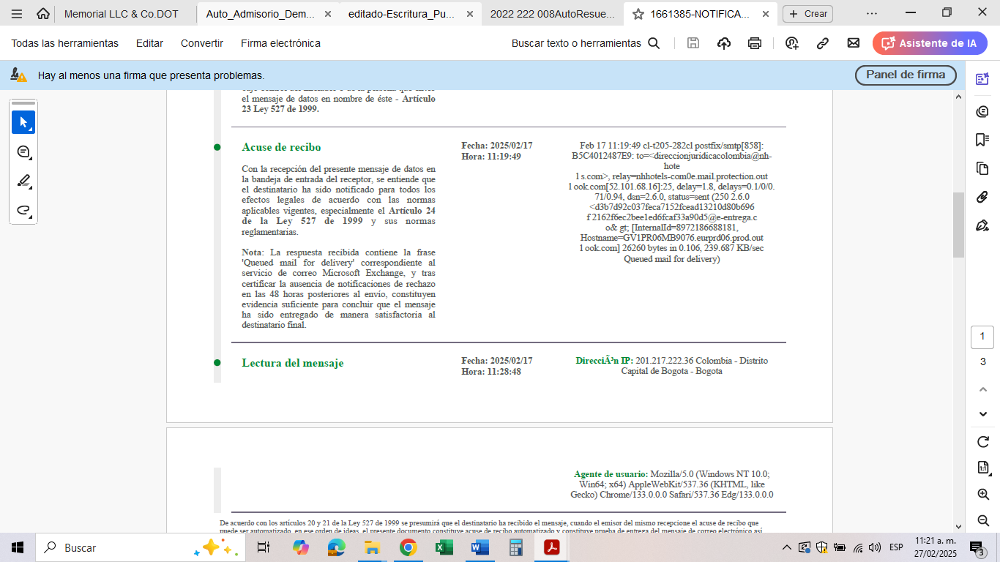 Memorial LLC & Co.DOT
Auto_Admisorio_Dem...
editado-Escritura_Pu...
2022 222 008AutoResue...
1661385-NOTIFICA...
Crear
Todas las herramientas
Editar
Convertir
Firma electrónica
Buscar texto o herramientas
Asistente de IA
Hay al menos una firma que presenta problemas.
Panel de firma
el mensaje de datos en nombre de éste - Artículo
23 Ley 527 de 1999.
Acuse de recibo
Con la recepción del presente mensaje de datos en
la bandeja de entrada del receptor, se entiende que
el destinatario ha sido notificado para todos los
efectos legales de acuerdo con las normas
aplicables vigentes, especialmente el Artículo 24
de la Ley 527 de 1999 y sus normas
reglamentarias.
Nota: La respuesta recibida contiene la frase
'Queued mail for delivery' correspondiente al
servicio de correo Microsoft Exchange, y tras
certificar la ausencia de notificaciones de rechazo
en las 48 horas posteriores al envío, constituyen
evidencia suficiente para concluir que el mensaje
ha sido entregado de manera satisfactoria al
destinatario final.
Fecha: 2025/02/17
Hora: 11:19:49
Feb 17 11:19:49 cl-t205-282cl postfix/smtp[858]:
B5C4012487E9: to=<direccionjuridicacolombia@nh-
hote
l s.com>, relay=nhhotels-com0e.mail.protection.out
l ook.com[52.101.68.16]:25, delay=1.8, delays=0.1/0/0.
71/0.94, dsn=2.6.0, status=sent (250 2.6.0
<d3b7d92c037feca7152fcead13210d80b696
f 2162f6ec2bee1ed6fcaf33a90d5@e-entrega.c
o& gt; [InternalId=8972186688181,
Hostname=GV1PR06MB9076.eurprd06.prod.out
l ook.com] 26260 bytes in 0.106, 239.687 KB/sec
Queued mail for delivery)
Lectura del mensaje
Fecha: 2025/02/17
Hora: 11:28:48
DirecciÃ³n IP: 201.217.222.36 Colombia - Distrito
Capital de Bogota - Bogota
Agente de usuario: Mozilla/5.0 (Windows NT 10.0;
Win64; x64) AppleWebKit/537.36 (KHTML, like
Gecko) Chrome/133.0.0.0 Safari/537.36 Edg/133.0.0.0
De acuerdo con los artículos 20 y 21 de la Ley 527 de 1999 se presumirá que el destinatario ha recibido el mensaje, cuando el emisor del mismo recepcione el acuse de recibo que
puede ser automatizado, en ese orden de ideas, el presente documento constituye acuse de recibo automatizado y constituye prueba de entrega del mensaje de correo electrónico así
1
3
1:1
Buscar
ESP
11:21 a. m.
27/02/2025
3